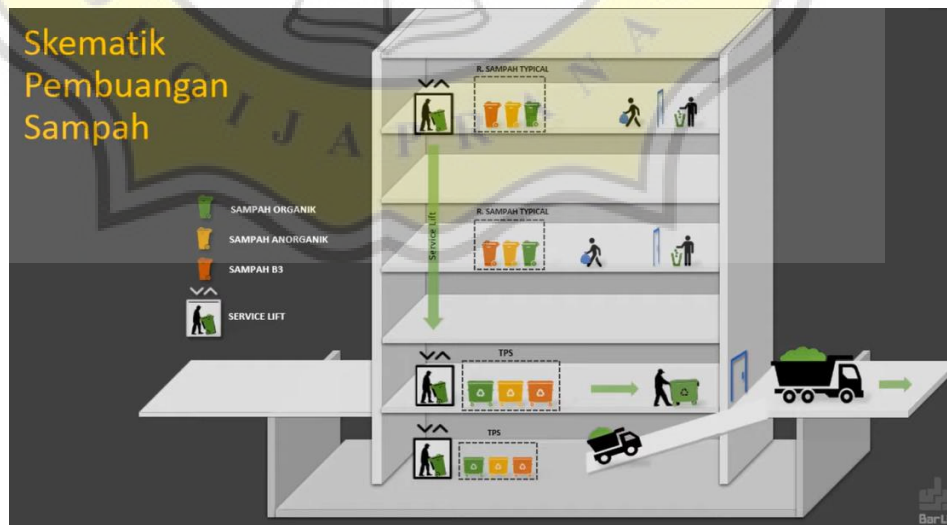 Skematik
Pembuangan
Sampah
R. SAMPAH TYPICAL
SAMPAH ORGANIK
SAMPAH ANORGANIK
SAMPAH B3
SERVICE LIFT
Service Lift
R. SAMPAH TYPICAL
TPS
TPS